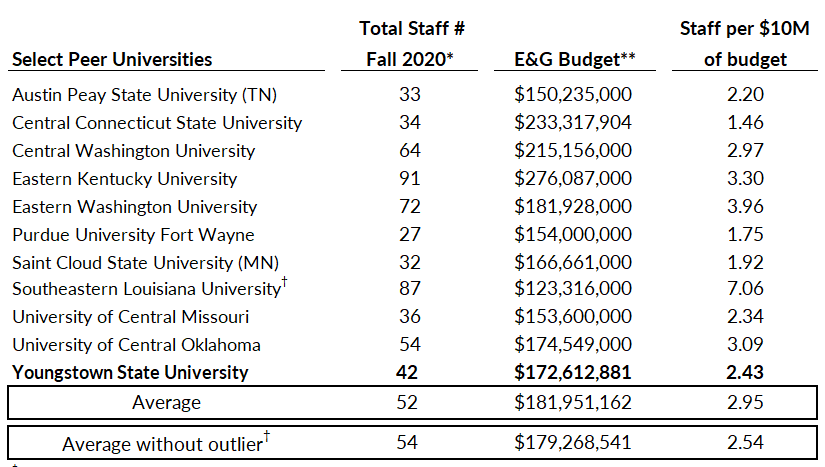 Total Staff # Staff per $10M
Select Peer Universities Fall 2020* E&G Budget** of budget
Austin Peay State University (TN) 33 $150,235,000 2.20
Central Connecticut State University 34 $233,317,904 1.46
Central Washington University 64 $215,156,000 2.97
Eastern Kentucky University 91 $276,087,000 3.30
Eastern Washington University 72 $181,928,000 3.96
Purdue University Fort Wayne 27 $154,000,000 1.75
Saint Cloud State University (MN) 32 $166,661,000 1.92
Southeastern Louisiana University† 87 $123,316,000 7.06
University of Central Missouri 36 $153,600,000 2.34
University of Central Oklahoma 54 $174,549,000 3.09
Youngstown State University 42 $172,612,881 2.43
Average 52 $181,951,162 2.95
Average without outlier† 54 $179,268,541 2.54